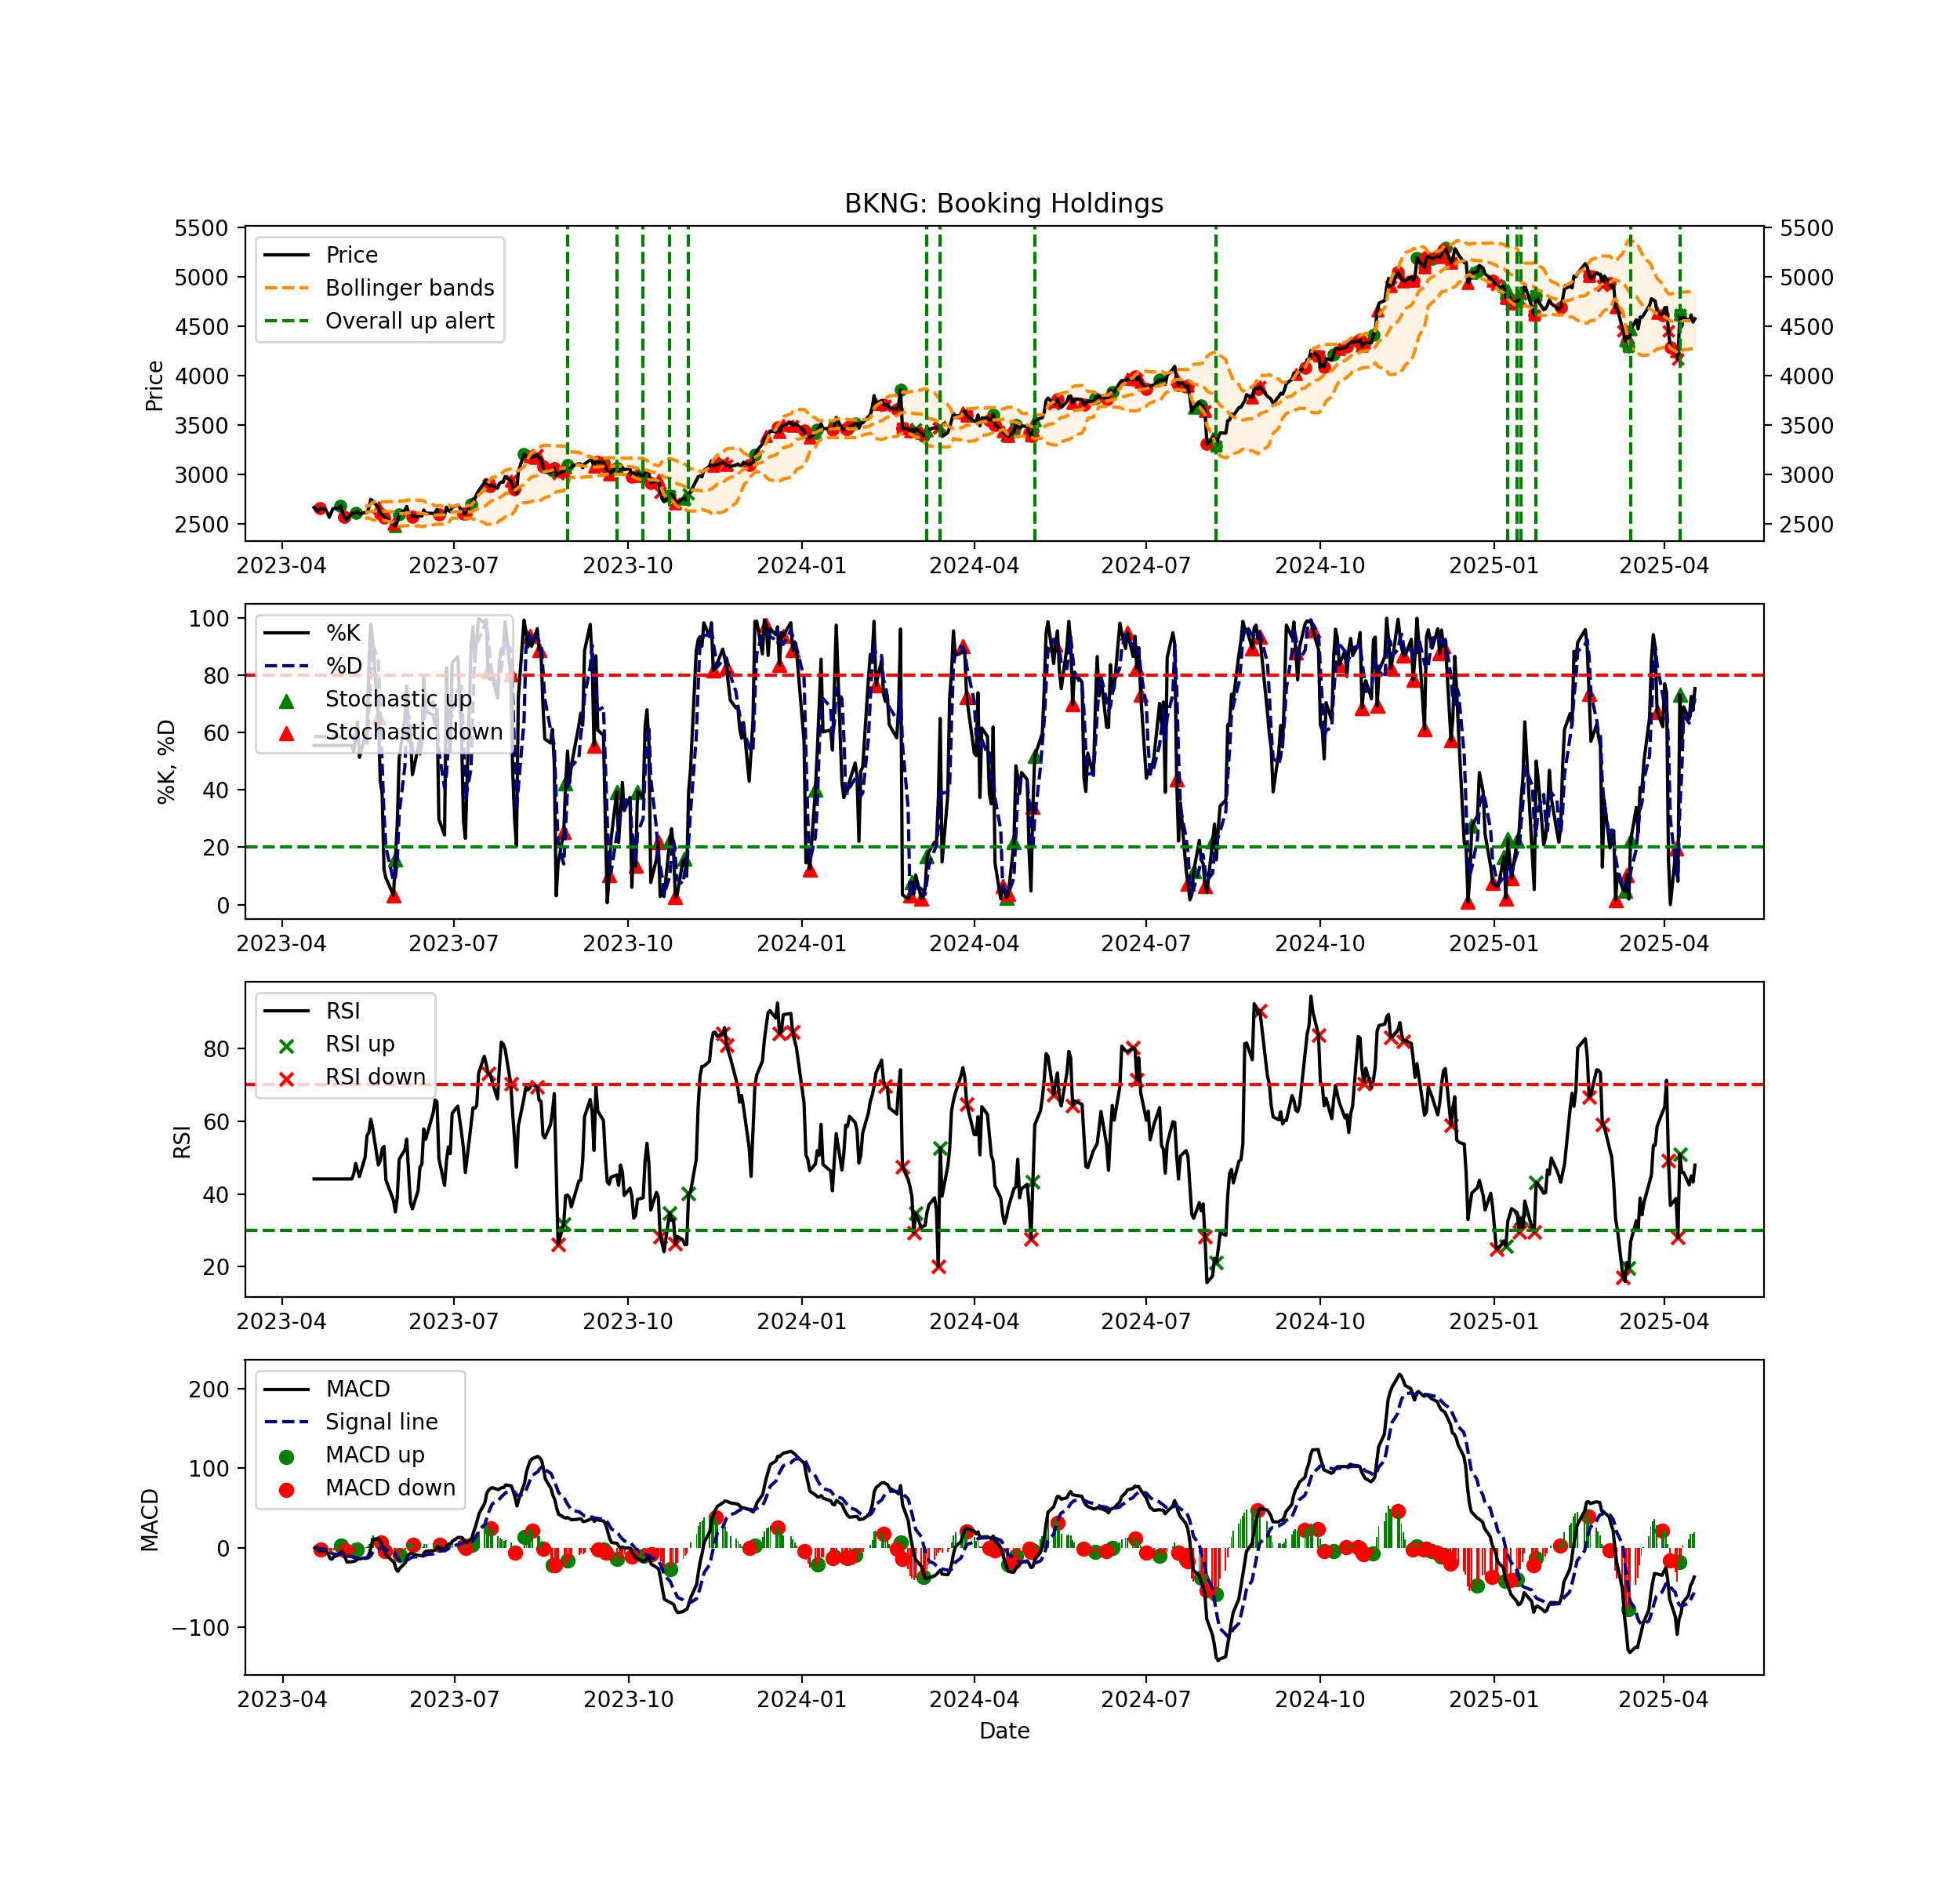 BKNG: Booking Holdings
5500
5000
4500
4000
3500
3000
2500
Price
Price
Bollinger bands
Overall up alert
5500
5000
4500
4000
3500
3000
2500
2023-04 2023-07 2023-10 2024-01 2024-04 2024-07 2024-10 2025-01 2025-04
100
80
60
40
20
0
%K, %D
%K
%D
Stochastic up
Stochastic down
2023-04 2023-07 2023-10 2024-01 2024-04 2024-07 2024-10 2025-01 2025-04
80
60
40
20
RSI
RSI
RSI up
RSI down
2023-04 2023-07 2023-10 2024-01 2024-04 2024-07 2024-10 2025-01 2025-04
200
100
0
−100
MACD
MACD
Signal line
MACD up
MACD down
2023-04 2023-07 2023-10 2024-01 2024-04 2024-07 2024-10 2025-01 2025-04
Date